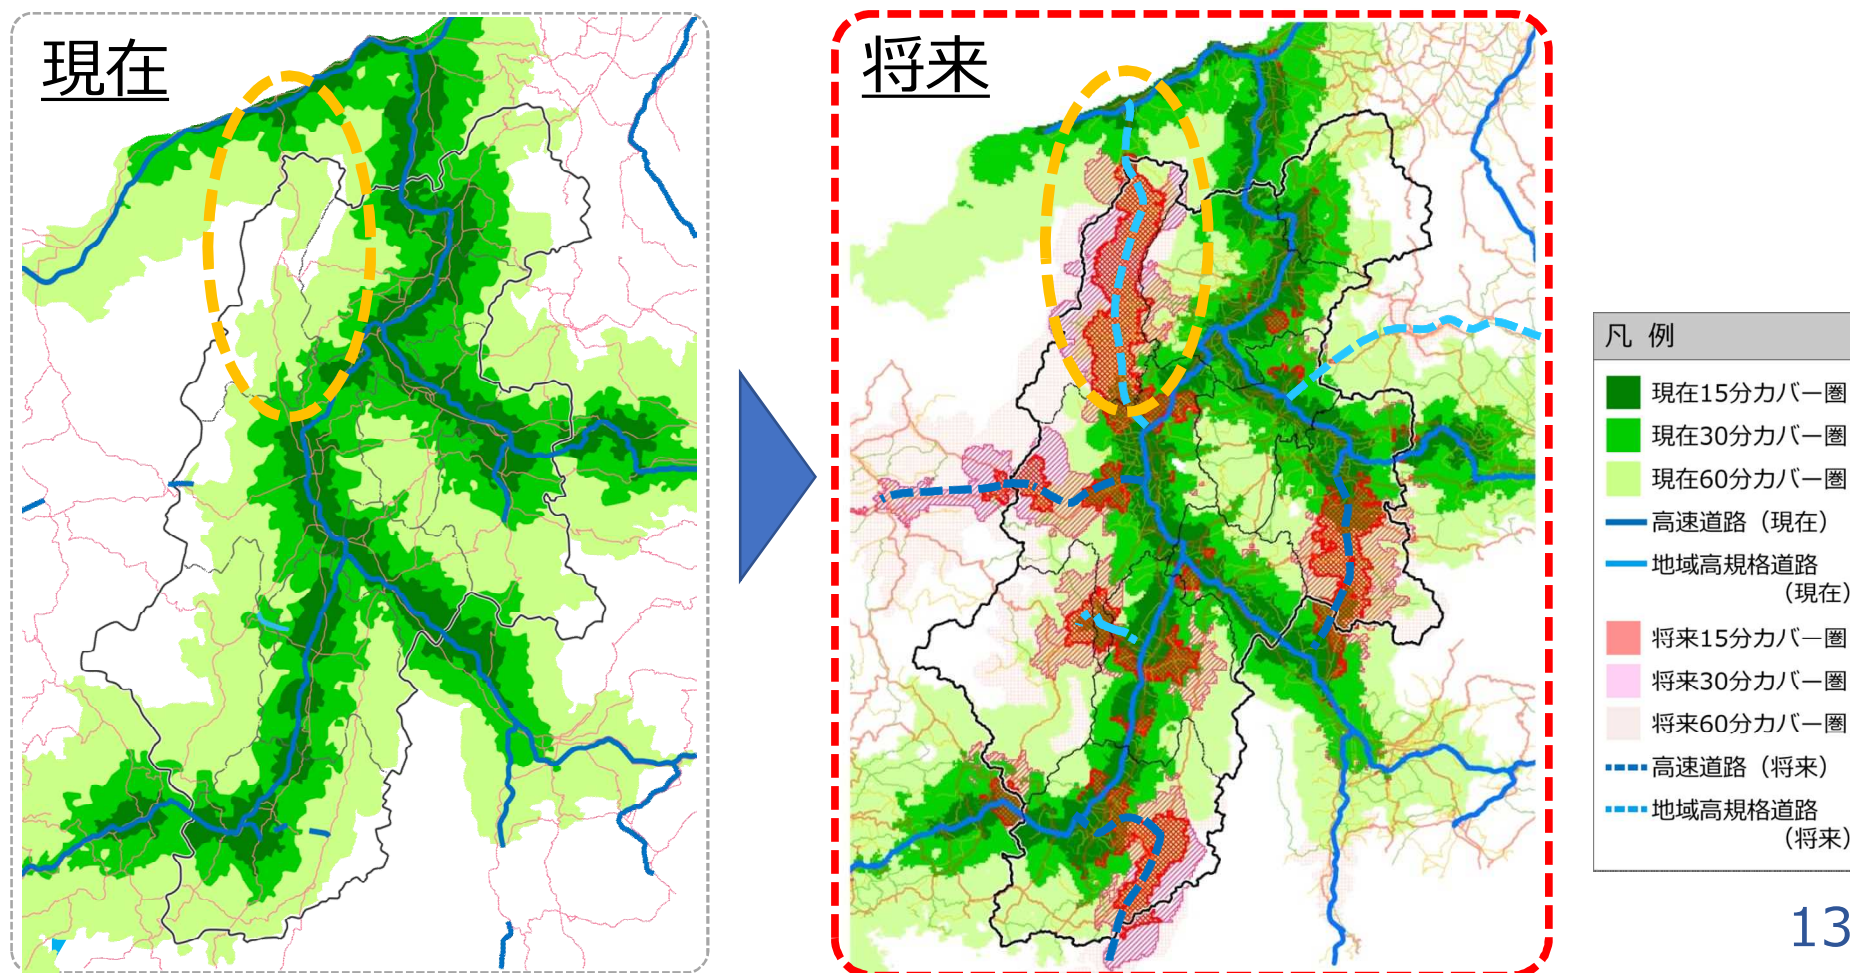 現在
将来
凡 例
現在15分カバー圏
現在30分カバー圏
現在60分カバー圏
高速道路（現在）
地域高規格道路
（現在）
将来15分カバー圏
将来30分カバー圏
将来60分カバー圏
高速道路（将来）
地域高規格道路
（将来）
13